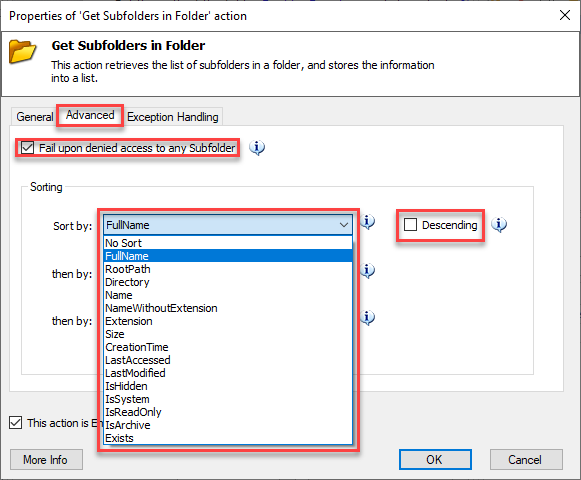 Properties of 'Get Subfolders in Folder' action
Get Subfolders in Folder
This action retrieves the list of subfolders in a folder, and stores the information
into a list.
General Advanced Exception Handling
Fail upon denied access to any Subfolder
Sorting
Sort by: FullName Descending
No Sort
FullName
RootPath
then by: Directory
Name
NameWithoutExtension
then by: Extension
Size
CreationTime
LastAccessed
LastModified
IsHidden
IsSystem
IsReadOnly
This action is En
IsArchive
Exists
More Info OK Cancel